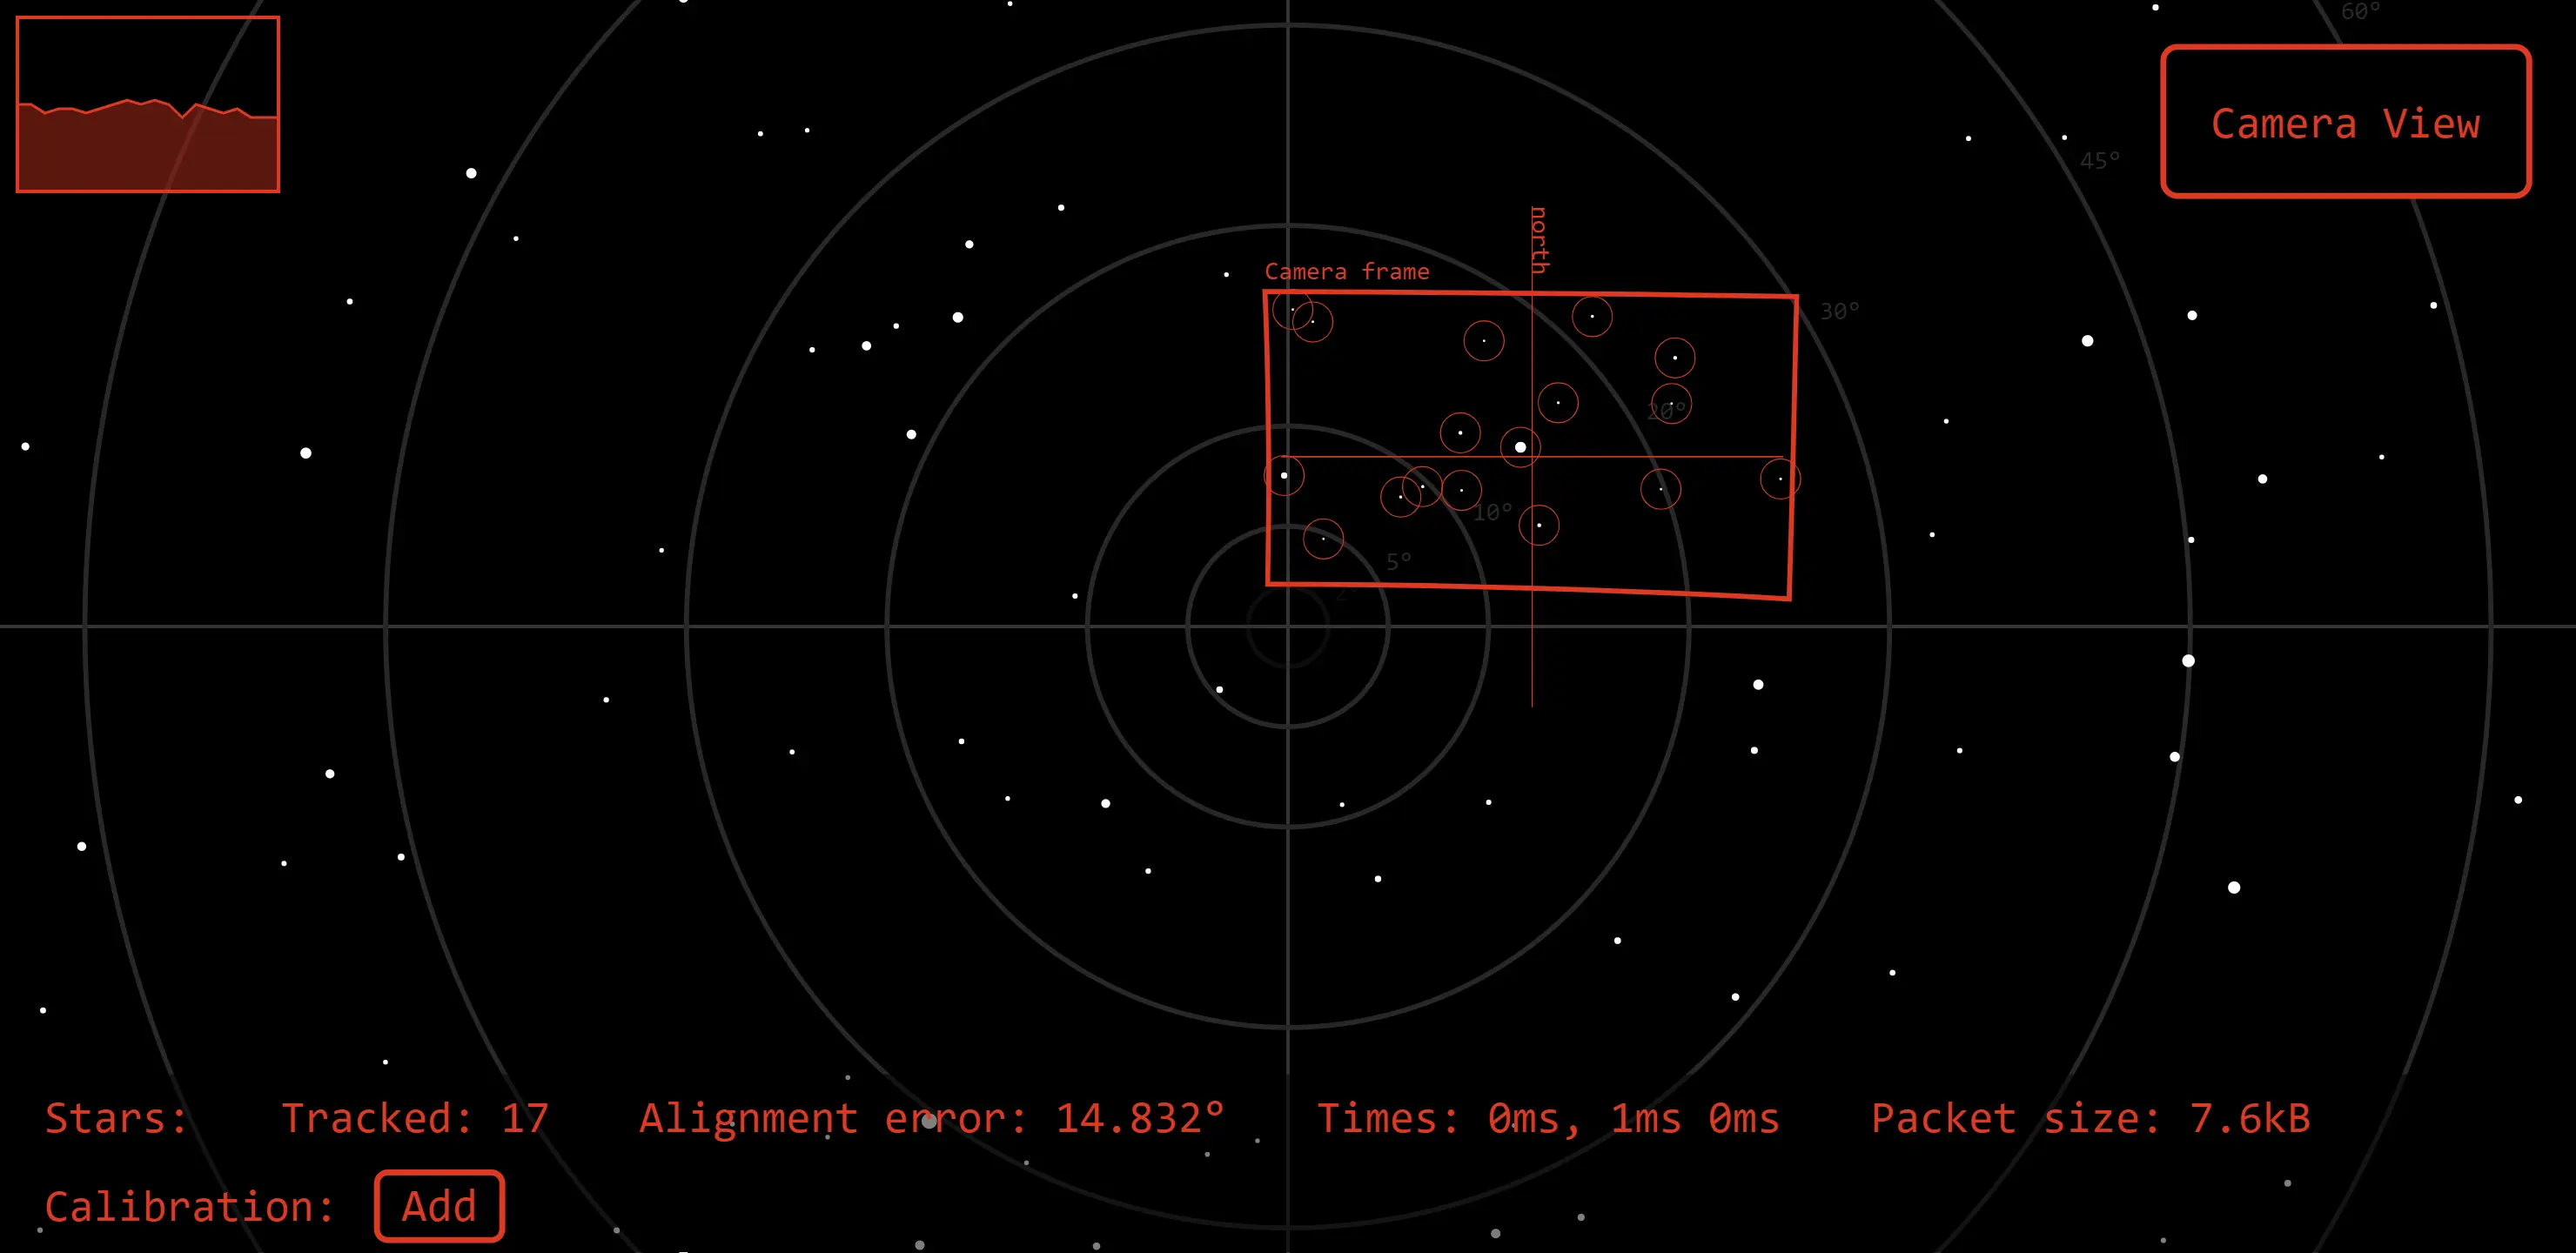 60°
Camera View
45°
north
Camera frame
30°
20°
10°
5°
2°
Stars: Tracked: 17 Alignment error: 14.832° Times: 0ms, 1ms 0ms Packet size: 7.6kB
Calibration: Add